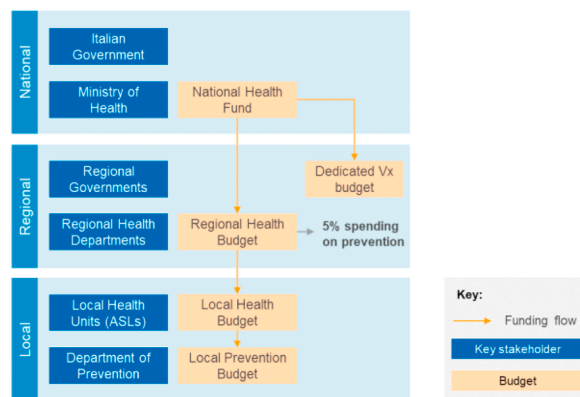 National
Italian
Government
Ministry of
Health
National Health
Fund
Regional
Regional
Governments
Dedicated Vx
budget
Regional Health
Departments
Regional Health
Budget
5% spending
on prevention
Local
Local Health
Units (ASLs)
Local Health
Budget
Department of
Prevention
Local Prevention
Budget
Key:
Funding flow
Key stakeholder
Budget